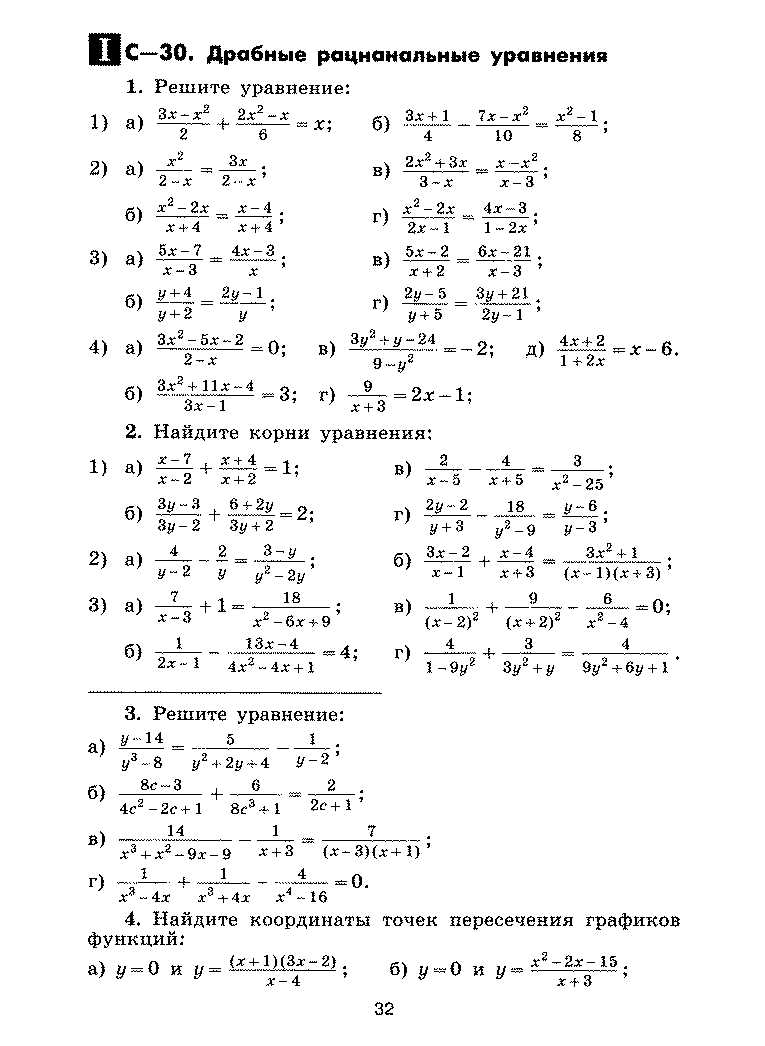 I С—30. Драбные рацнанальные уравнения
1. Решите уравнение:
1) а) (3x-x²)/2 + (2x²-x)/6 = x; б) (3x+1)/4 - (7x-x²)/10 = (x²-1)/8;
2) а) x²/(2-x) = 3x/(2-x); в) (2x²+3x)/(3-x) = (x-x²)/(x-3);
б) (x²-2x)/(x+4) = (x-4)/(x+4); г) (x²-2x)/(2x-1) = (4x-3)/(1-2x);
3) а) (5x-7)/(x-3) = (4x-3)/x; в) (5x-2)/(x+2) = (6x-21)/(x-3);
б) (y+4)/(y+2) = (2y-1)/y; г) (2y-5)/(y+5) = (3y+21)/(2y-1);
4) а) (3x²-5x-2)/(2-x) = 0; в) (3y²+y-24)/(9-y²) = -2; д) (4x+2)/(1+2x) = x-6.
б) (3x²+11x-4)/(3x-1) = 3; г) 9/(x+3) = 2x-1;
2. Найдите корни уравнения:
1) а) (x-7)/(x-2) + (x+4)/(x+2) = 1; в) 2/(x-5) - 4/(x+5) = 3/(x²-25);
б) (3y-3)/(3y-2) + (6+2y)/(3y+2) = 2; г) (2y-2)/(y+3) - 18/(y²-9) = (y-6)/(y-3);
2) а) 4/(y-2) - 2/y = (3-y)/(y²-2y); б) (3x-2)/(x-1) + (x-4)/(x+3) = (3x²+1)/((x-1)(x+3));
3) а) 7/(x-3) + 1 = 18/(x²-6x+9); в) 1/(x-2)² + 9/(x+2)² - 6/(x²-4) = 0;
б) 1/(2x-1) - (13x-4)/(4x²-4x+1) = 4; г) 4/(1-9y²) + 3/(3y²+y) = 4/(9y²+6y+1).
3. Решите уравнение:
а) (y-14)/(y³-8) = 5/(y²+2y+4) - 1/(y-2);
б) (8c-3)/(4c²-2c+1) + 6/(8c³+1) = 2/(2c+1);
в) 14/(x³+x²-9x-9) - 1/(x+3) = 7/((x-3)(x+1));
г) 1/(x³-4x) + 1/(x³+4x) - 4/(x⁴-16) = 0.
4. Найдите координаты точек пересечения графиков
функций:
а) y=0 и y= ((x+1)(3x-2))/(x-4); б) y=0 и y= (x²-2x-15)/(x+3);
32